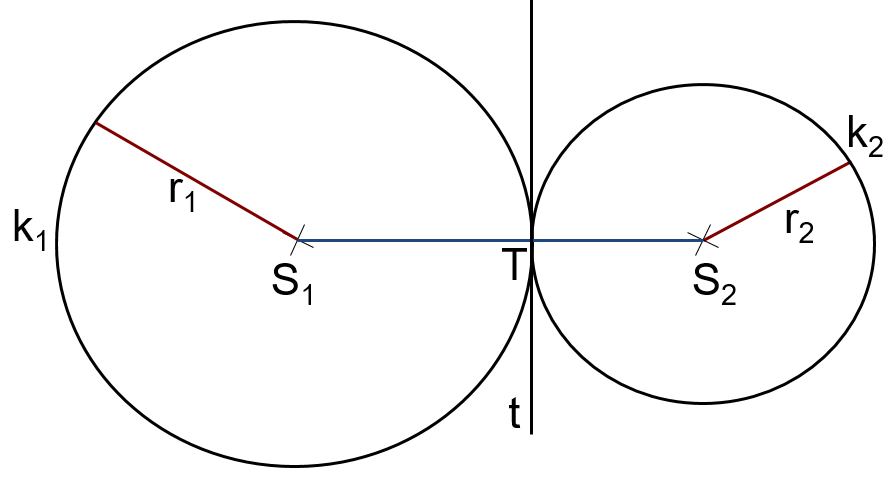 k₂
r₁
r₂
k₁
T
S₁
S₂
t